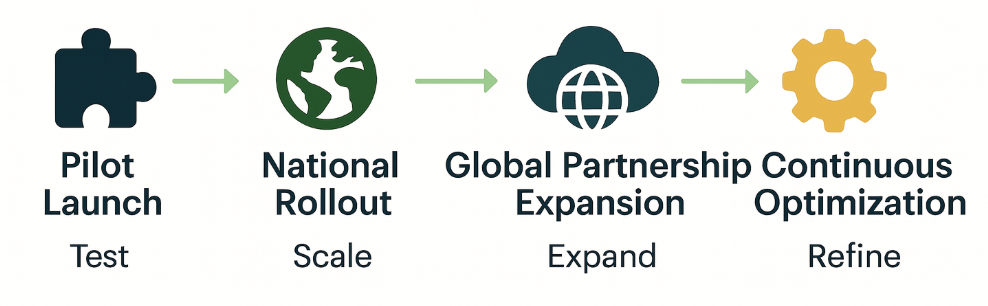 Pilot
Launch
Test
National
Rollout
Scale
Global Partnership
Expansion
Expand
Continuous
Optimization
Refine